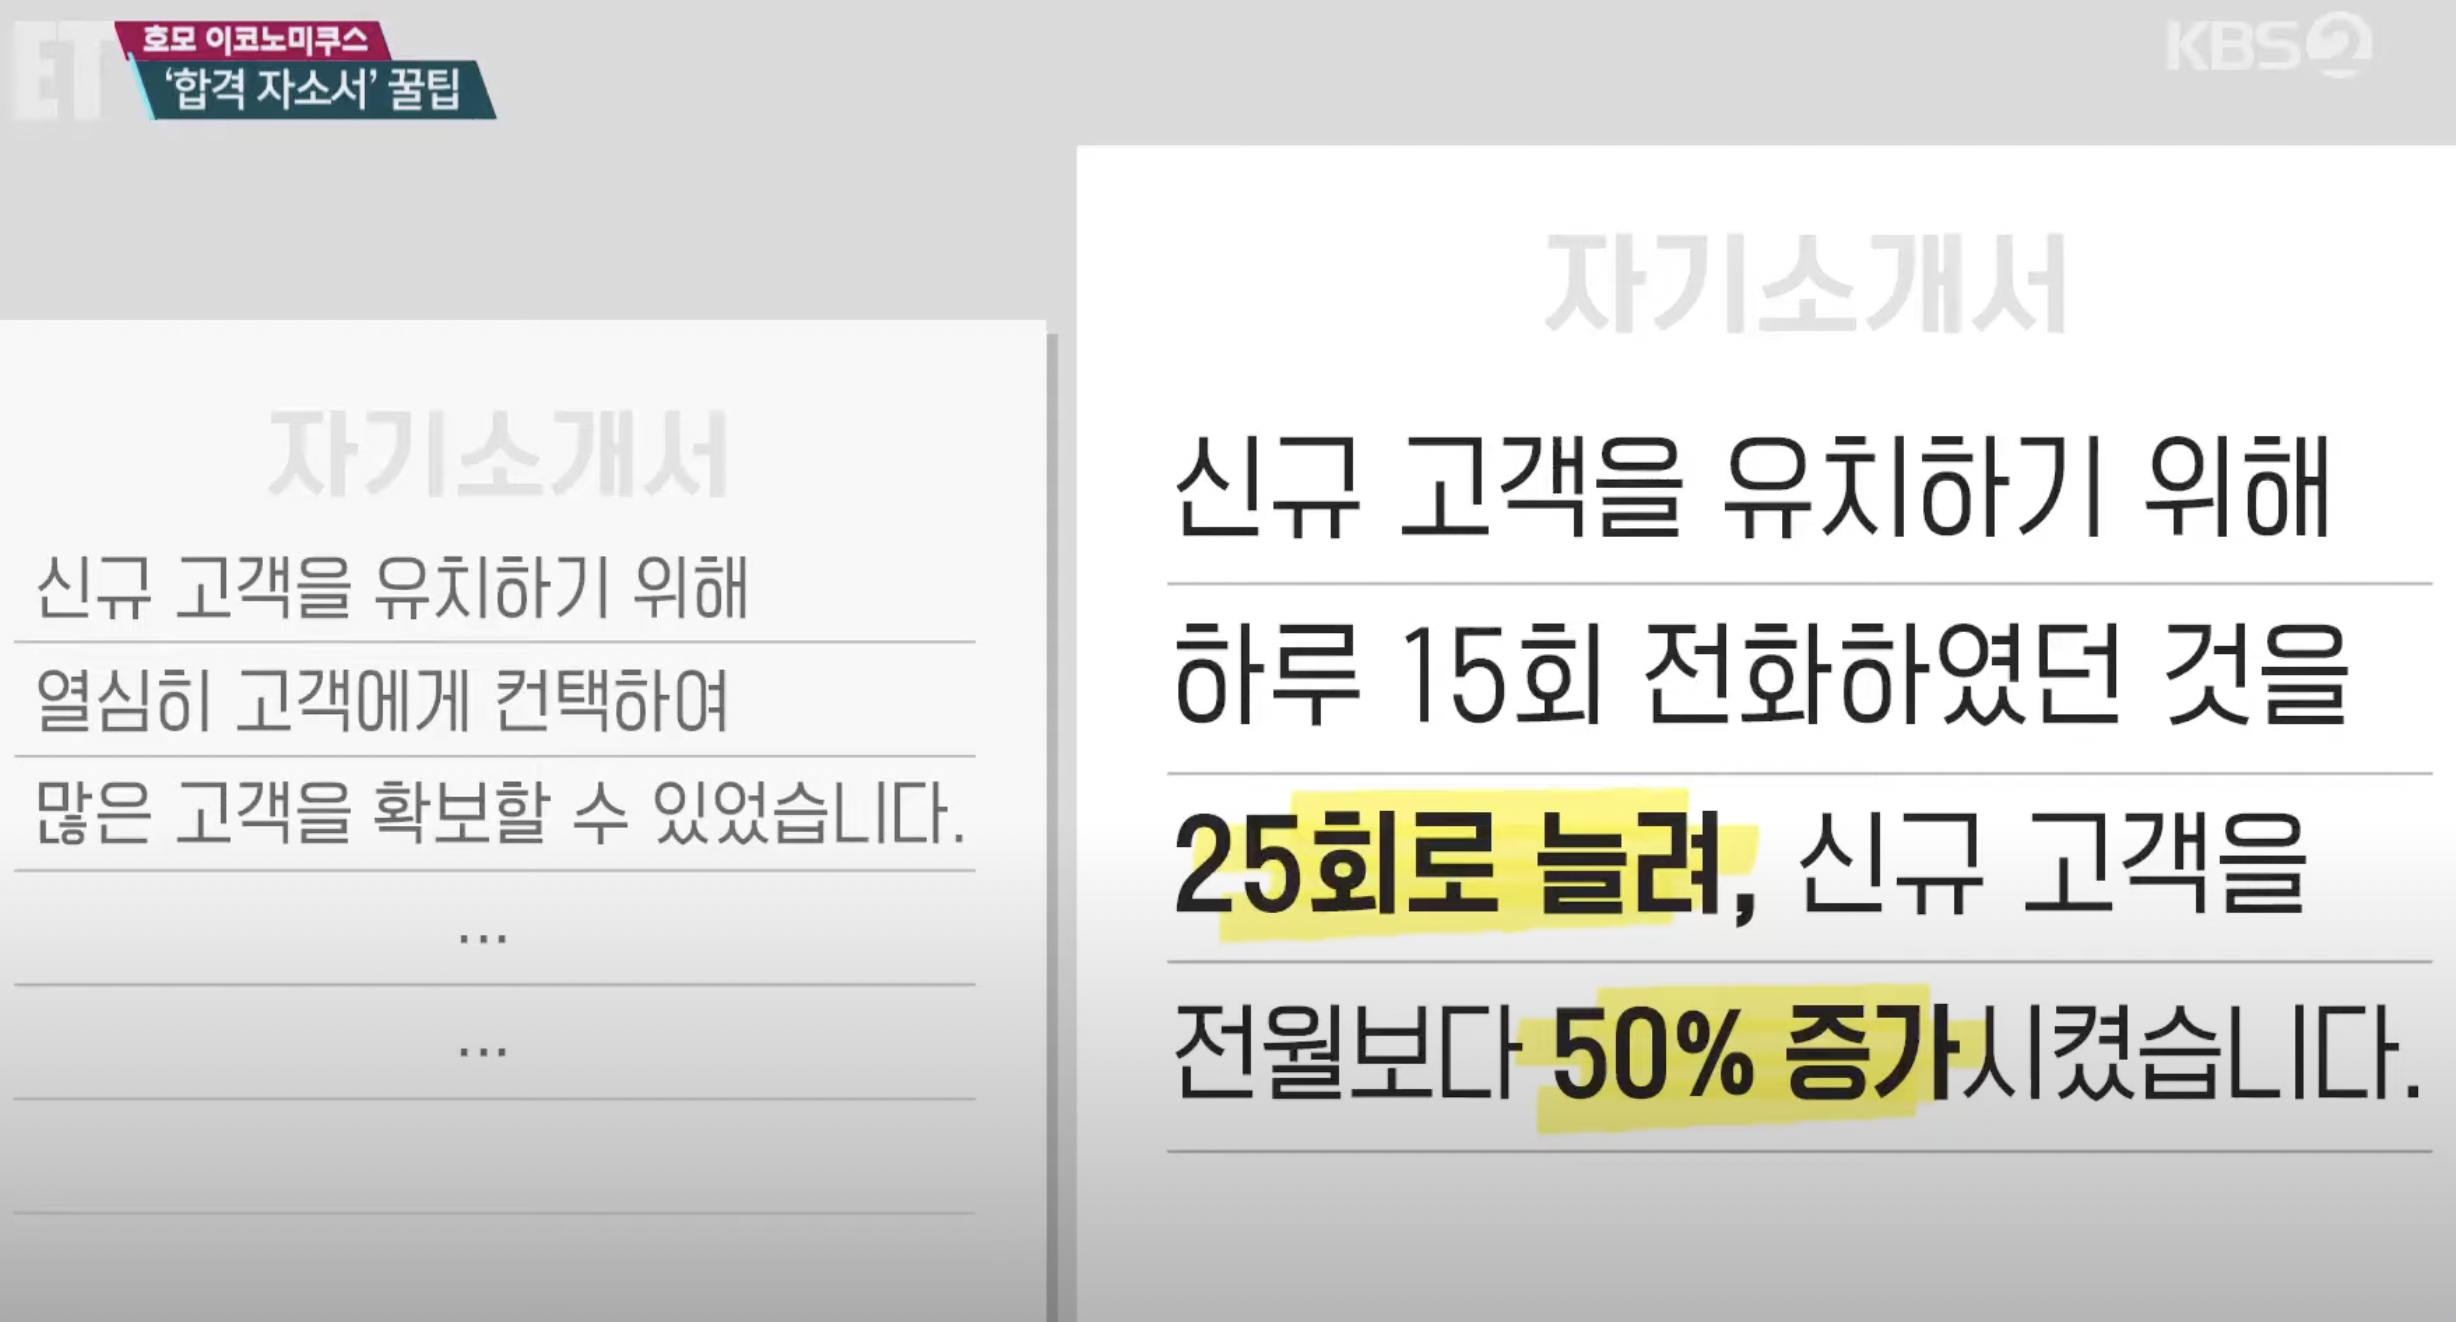 ET
호모 이코노미쿠스
‘합격 자소서’ 꿀팁
KBS2
자기소개서
신규 고객을 유치하기 위해
열심히 고객에게 컨택하여
많은 고객을 확보할 수 있었습니다.
...
...
자기소개서
신규 고객을 유치하기 위해
하루 15회 전화하였던 것을
25회로 늘려, 신규 고객을
전월보다 50% 증가시켰습니다.